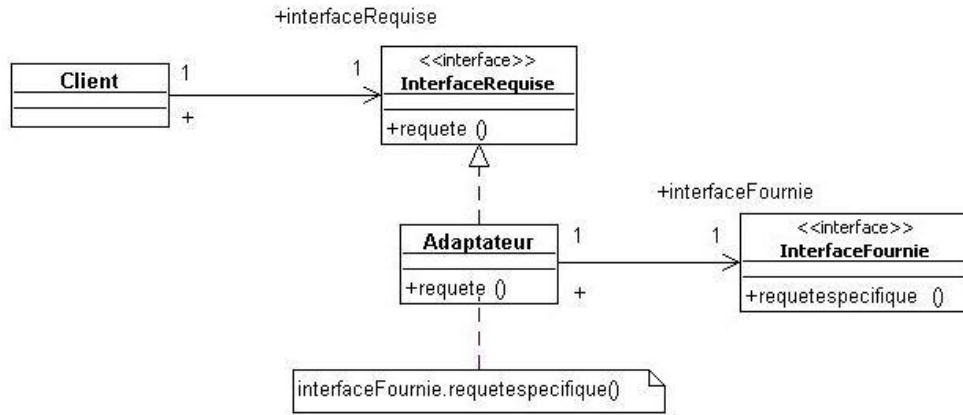 +interfaceRequise
Client
1
1
+
<<interface>>
InterfaceRequise
+requete ()
+interfaceFournie
Adaptateur
+requete ()
1
1
+
<<interface>>
InterfaceFournie
+requetespecifique ()
interfaceFournie.requetespecifique()